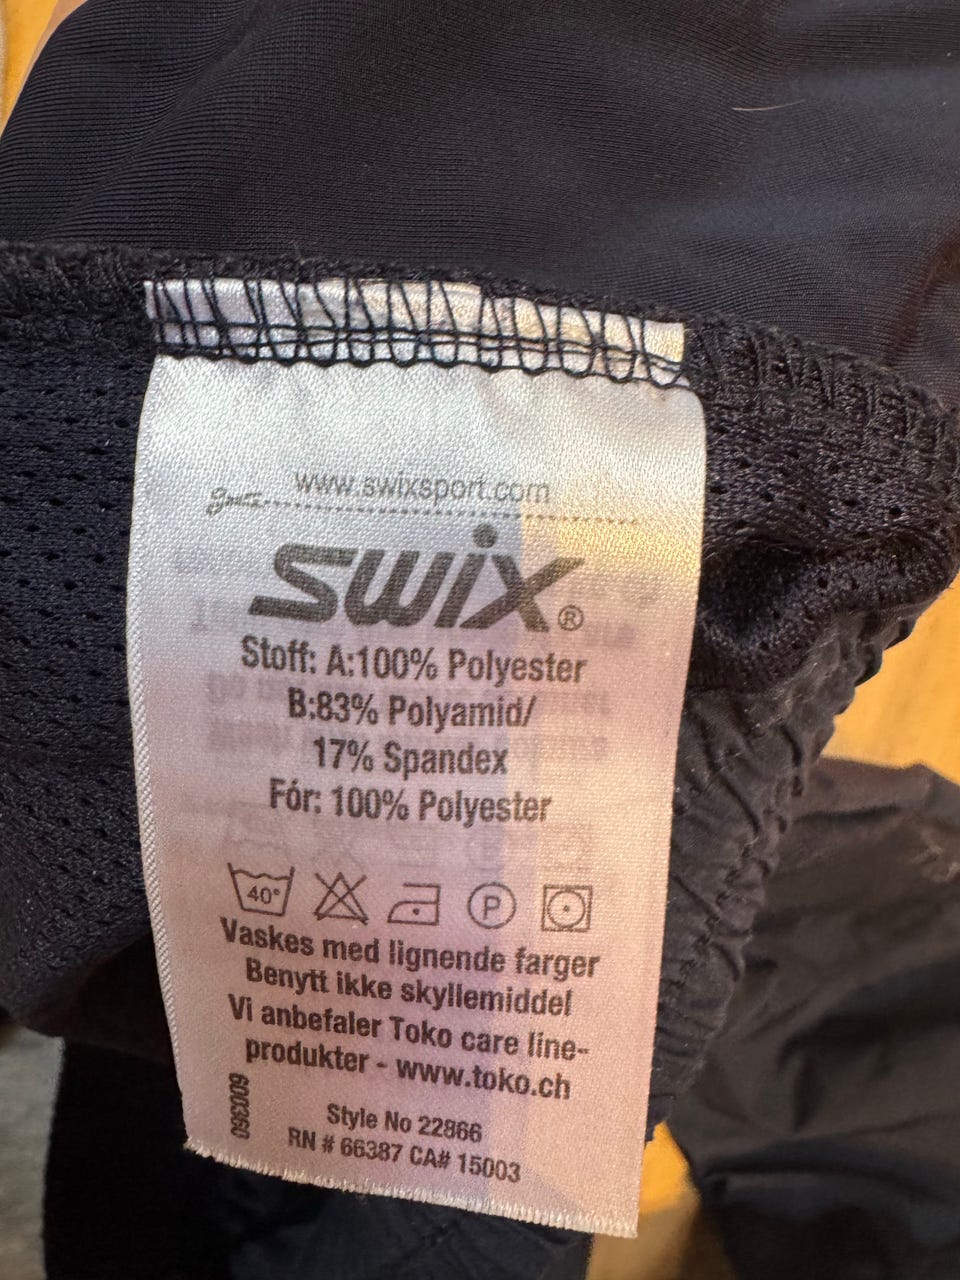 www.swixsport.com
swix®
Stoff: A:100% Polyester
B:83% Polyamid/
17% Spandex
Fór: 100% Polyester
40° P
Vaskes med lignende farger
Benytt ikke skyllemiddel
Vi anbefaler Toko care line-
produkter - www.toko.ch
600360
Style No 22866
RN # 66387 CA# 15003